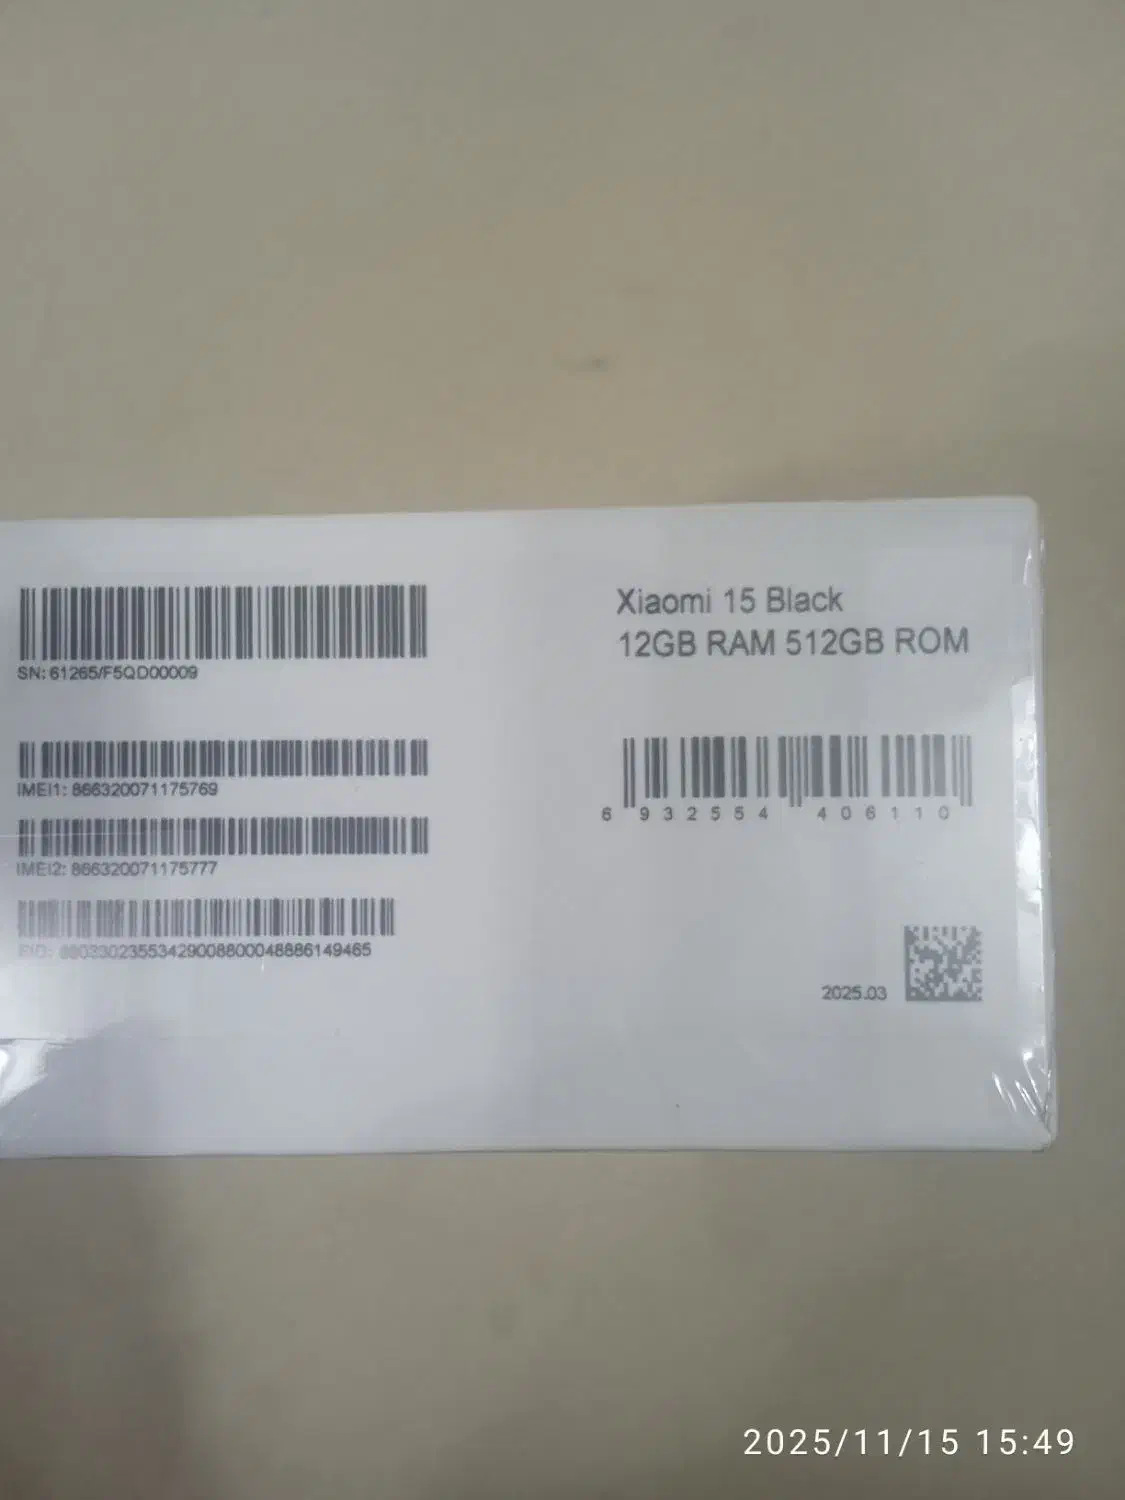 SN: 61265/F5QD00009
IMEI1: 866320071175769
IMEI2: 866320071175777
EID:
Xiaomi 15 Black
12GB RAM 512GB ROM
6 932554 406110
2025.03
2025/11/15 15:49